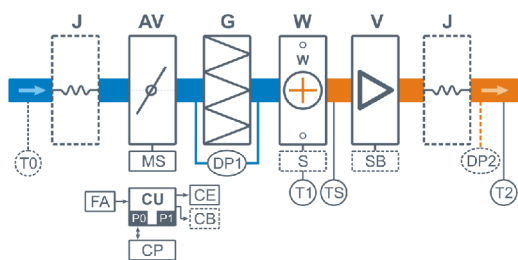 J AV G W V J
W
MS DP1 S SB DP2
T0 T1 TS T2
FA CU CE
P0 P1 CB
CP